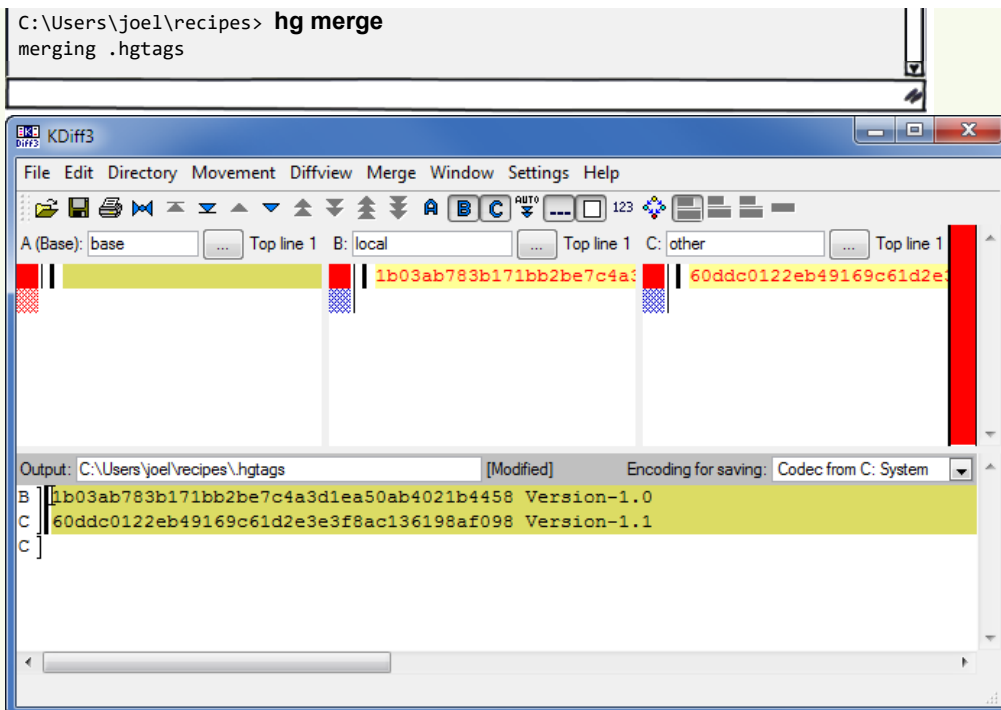 C:\Users\joel\recipes> hg merge
merging .hgtags
KDiff3
File Edit Directory Movement Diffview Merge Window Settings Help
A B C AUTO 123
A (Base): base ... Top line 1 B: local ... Top line 1 C: other ... Top line 1
1b03ab783b171bb2be7c4a3 60ddc0122eb49169c61d2e3
Output: C:\Users\joel\recipes\.hgtags [Modified] Encoding for saving: Codec from C: System
B 1b03ab783b171bb2be7c4a3d1ea50ab4021b4458 Version-1.0
C 60ddc0122eb49169c61d2e3e3f8ac136198af098 Version-1.1
C